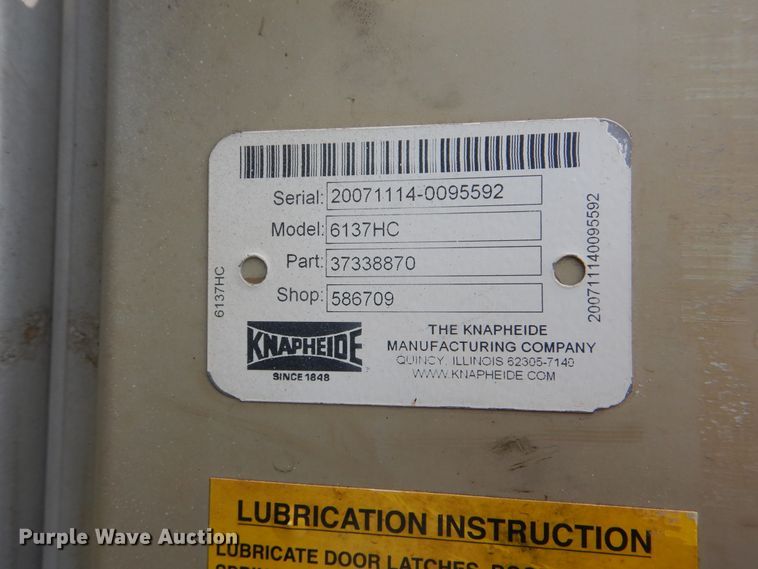 Serial: 20071114-0095592
Model: 6137HC
Part: 37338870
Shop: 586709
6137HC
200711140095592
KNAPHEIDE
SINCE 1848
THE KNAPHEIDE
MANUFACTURING COMPANY
QUINCY, ILLINOIS 62305-7140
WWW.KNAPHEIDE.COM
LUBRICATION INSTRUCTION
LUBRICATE DOOR LATCHES,
Purple Wave Auction